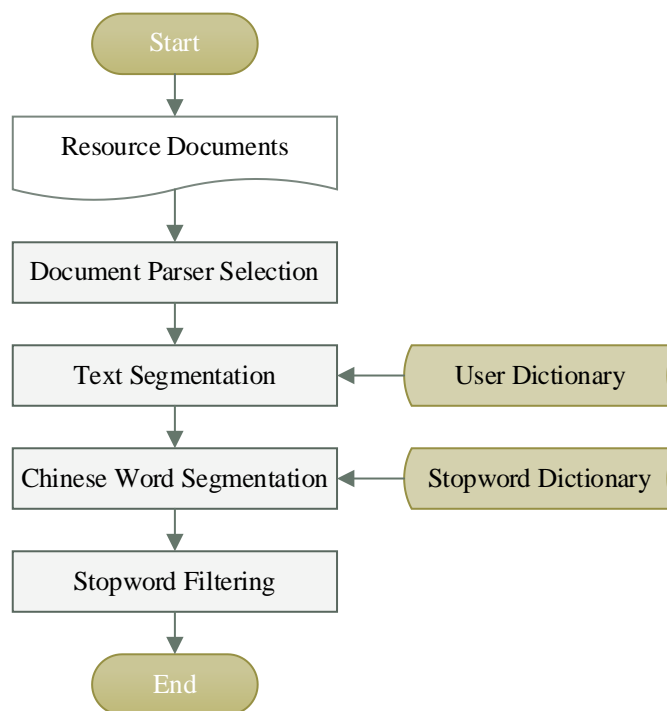 Start
Resource Documents
Document Parser Selection
Text Segmentation
User Dictionary
Chinese Word Segmentation
Stopword Dictionary
Stopword Filtering
End